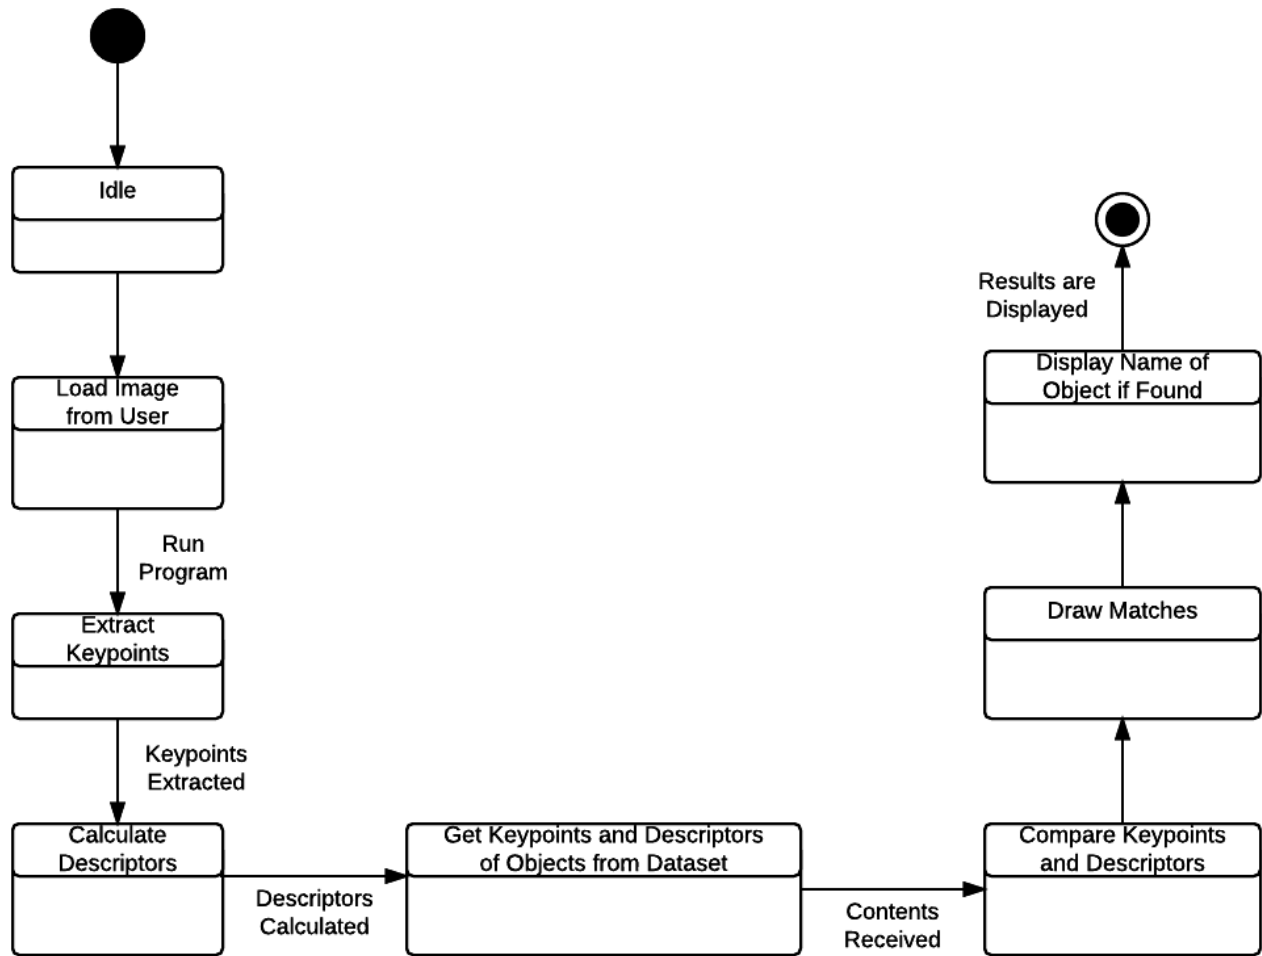 Idle
Load Image
from User
Run
Program
Extract
Keypoints
Keypoints
Extracted
Calculate
Descriptors
Descriptors
Calculated
Get Keypoints and Descriptors
of Objects from Dataset
Contents
Received
Compare Keypoints
and Descriptors
Draw Matches
Display Name of
Object if Found
Results are
Displayed